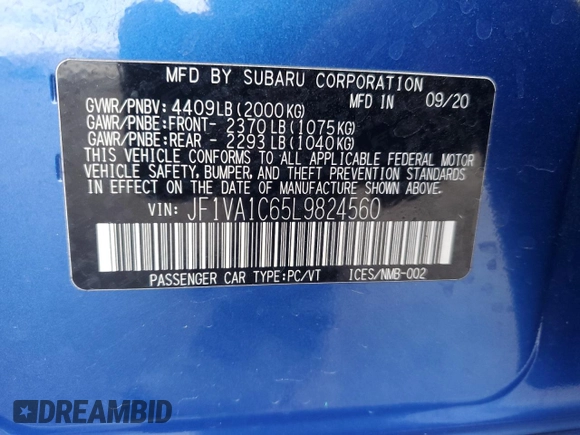 MFD BY SUBARU CORPORATION
MFD IN 09/20
GVWR/PNBV: 4409LB(2000KG)
GAWR/PNBE:FRONT- 2370LB(1075KG)
GAWR/PNBE:REAR - 2293LB(1040KG)
THIS VEHICLE CONFORMS TO ALL APPLICABLE FEDERAL MOTOR
VEHICLE SAFETY, BUMPER, AND THEFT PREVENTION STANDARDS
IN EFFECT ON THE DATE OF MANUFACTURE SHOWN ABOVE.
VIN: JF1VA1C65L9824560
PASSENGER CAR TYPE:PC/VT ICES/NMB-002
DREAMBID